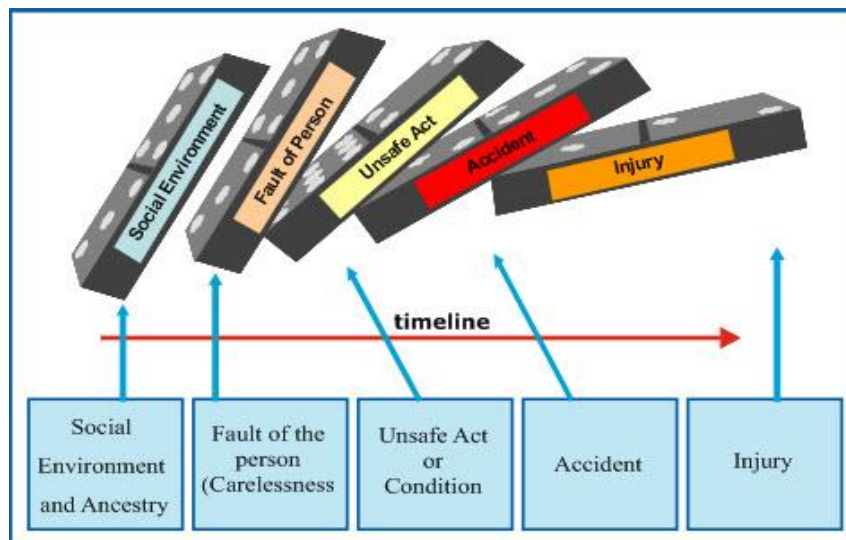 Social Environment
Fault of Person
Unsafe Act
Accident
Injury
timeline
Social
Environment
and Ancestry
Fault of the
person
(Carelessness
Unsafe Act
or
Condition
Accident
Injury